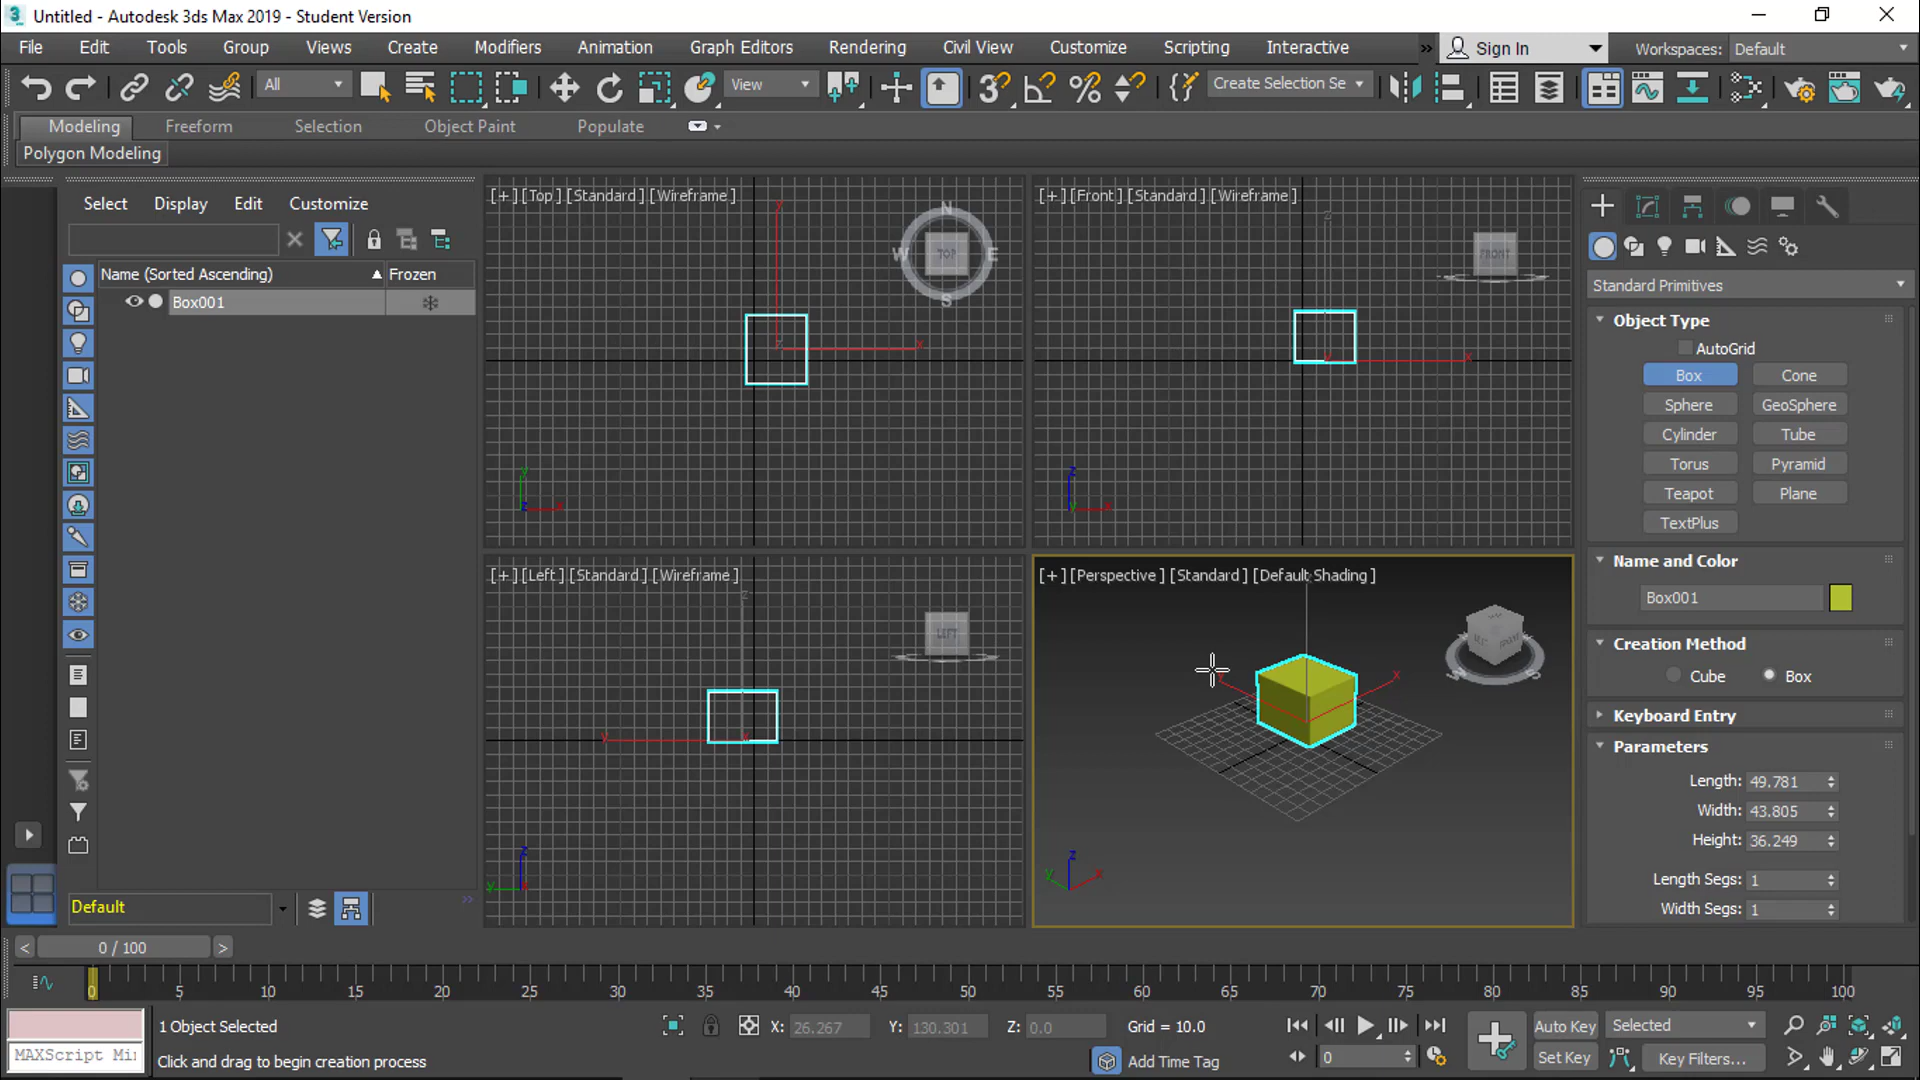 Untitled - Autodesk 3ds Max 2019 - Student Version
File Edit Tools Group Views Create Modifiers Animation Graph Editors Rendering Civil View Customize Scripting Interactive » Sign In Workspaces: Default
All View Create Selection Se
Modeling Freeform Selection Object Paint Populate
Polygon Modeling
Select Display Edit Customize
Name (Sorted Ascending) Frozen
Box001
Default
[+] [Top] [Standard] [Wireframe]
N
W TOP E
S
y
x
z
[+] [Front] [Standard] [Wireframe]
FRONT
z
x
y
[+] [Left] [Standard] [Wireframe]
LEFT
z
y
x
[+] [Perspective] [Standard] [Default Shading]
x
z
y
x
Standard Primitives
Object Type
AutoGrid
Box Cone
Sphere GeoSphere
Cylinder Tube
Torus Pyramid
Teapot Plane
TextPlus
Name and Color
Box001
Creation Method
Cube Box
Keyboard Entry
Parameters
Length: 49.781
Width: 43.805
Height: 36.249
Length Segs: 1
Width Segs: 1
< 0 / 100 >
0 5 10 15 20 25 30 35 40 45 50 55 60 65 70 75 80 85 90 95 100
1 Object Selected X: 26.267 Y: 130.301 Z: 0.0 Grid = 10.0 Auto Key Selected
MAXScript Mi Click and drag to begin creation process Add Time Tag 0 Set Key Key Filters...